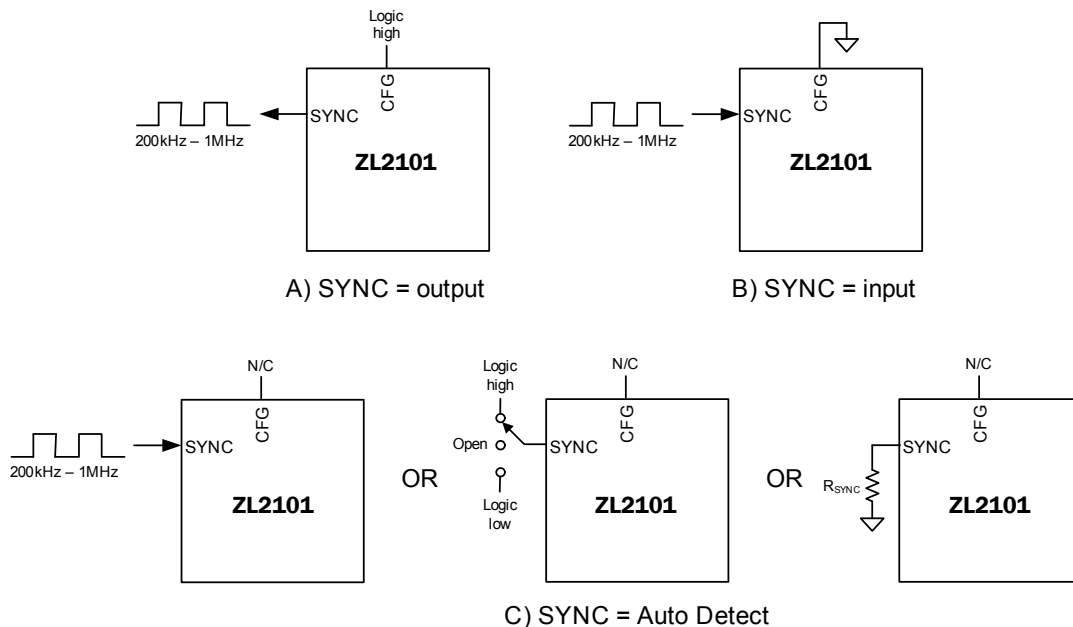 Logic
high
CFG
SYNC
200kHz – 1MHz
ZL2101
A) SYNC = output
CFG
SYNC
200kHz – 1MHz
ZL2101
B) SYNC = input
N/C
CFG
SYNC
200kHz – 1MHz
ZL2101
OR
Logic
high
Open
Logic
low
N/C
CFG
SYNC
ZL2101
OR
N/C
CFG
SYNC
RSYNC
ZL2101
C) SYNC = Auto Detect